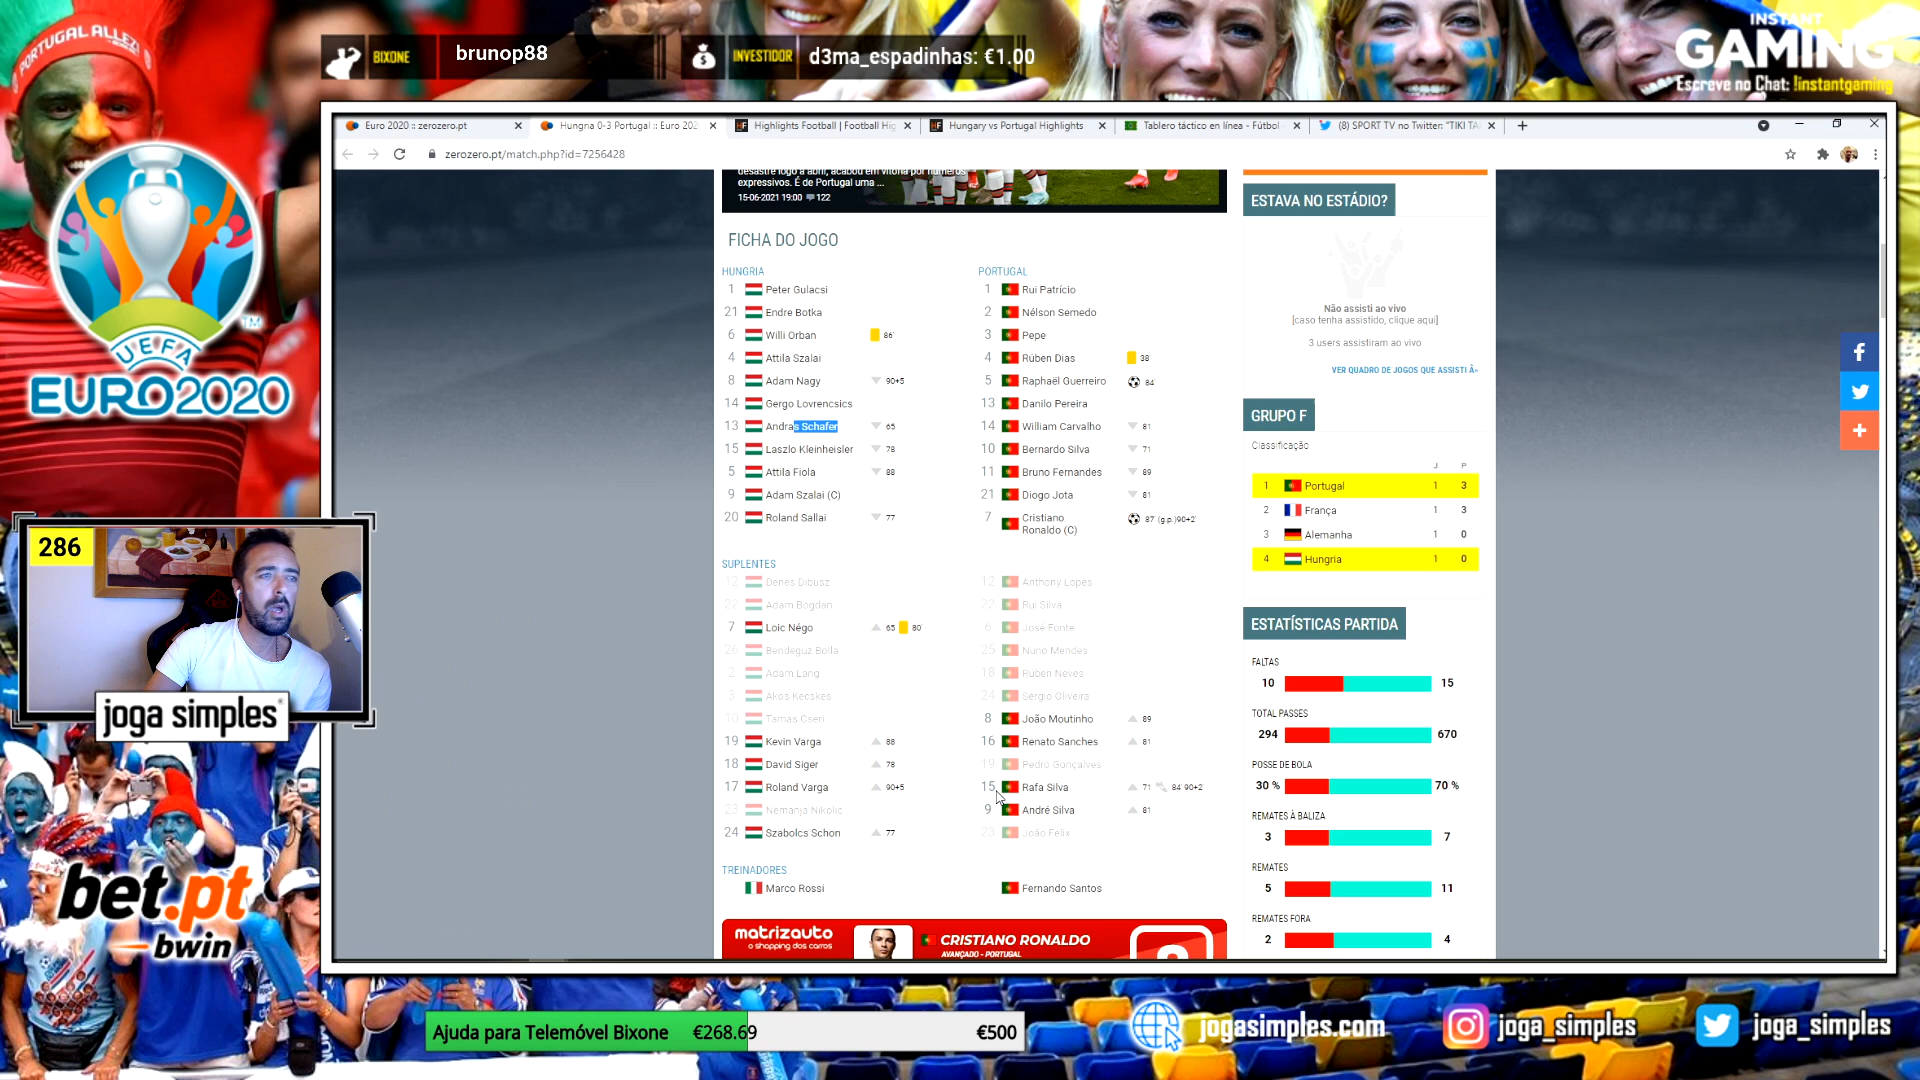 PORTUGAL ALLEZ
BIXONE
brunop88
INVESTIDOR
d3ma_espadinhas: €1.00
INSTANT
GAMING
Escreve no Chat: !instantgaming
Euro 2020 :: zerozero.pt
Hungria 0-3 Portugal :: Euro 202
Highlights Football | Football Hig
Hungary vs Portugal Highlights
Tablero táctico en línea - Fútbol
(8) SPORT TV no Twitter: "TIKI TA
zerozero.pt/match.php?id=7256428
desastre logo a abrir, acabou em vitória por números
expressivos. É de Portugal uma ...
15-06-2021 19:00 122
FICHA DO JOGO
HUNGRIA
1 Peter Gulacsi
21 Endre Botka
6 Willi Orban 86'
4 Attila Szalai
8 Adam Nagy 90+5
14 Gergo Lovrencsics
13 Andras Schafer 65
15 Laszlo Kleinheisler 78
5 Attila Fiola 88
9 Adam Szalai (C)
20 Roland Sallai 77
PORTUGAL
1 Rui Patrício
2 Nélson Semedo
3 Pepe
4 Rúben Dias 38
5 Raphaël Guerreiro 84'
13 Danilo Pereira
14 William Carvalho 81
10 Bernardo Silva 71
11 Bruno Fernandes 89
21 Diogo Jota 81
7 Cristiano
Ronaldo (C) 87' (g.p.)90+2'
SUPLENTES
12 Denes Dibusz
22 Adam Bogdan
7 Loic Négo 65 80'
26 Bendeguz Bolla
2 Adam Lang
3 Akos Kecskes
10 Tamas Cseri
19 Kevin Varga 88
18 David Siger 78
17 Roland Varga 90+5
23 Nemanja Nikolic
24 Szabolcs Schon 77
12 Anthony Lopes
22 Rui Silva
6 José Fonte
25 Nuno Mendes
18 Rúben Neves
24 Sérgio Oliveira
8 João Moutinho 89
16 Renato Sanches 81
19 Pedro Gonçalves
15 Rafa Silva 71 84' 90+2'
9 André Silva 81
23 João Félix
TREINADORES
Marco Rossi
Fernando Santos
matrizauto
o shopping dos carros
CRISTIANO RONALDO
AVANÇADO - PORTUGAL
ESTAVA NO ESTÁDIO?
Não assisti ao vivo
[caso tenha assistido, clique aqui]
3 users assistiram ao vivo
VER QUADRO DE JOGOS QUE ASSISTI Â»
GRUPO F
Classificação
J P
1 Portugal 1 3
2 França 1 3
3 Alemanha 1 0
4 Hungria 1 0
ESTATÍSTICAS PARTIDA
FALTAS
10 15
TOTAL PASSES
294 670
POSSE DE BOLA
30 % 70 %
REMATES À BALIZA
3 7
REMATES
5 11
REMATES FORA
2 4
UEFA
EURO2020
TM
286
joga simples
bet.pt
bwin
Ajuda para Telemóvel Bixone €268.69 €500
jogasimples.com
joga_simples
joga_simples